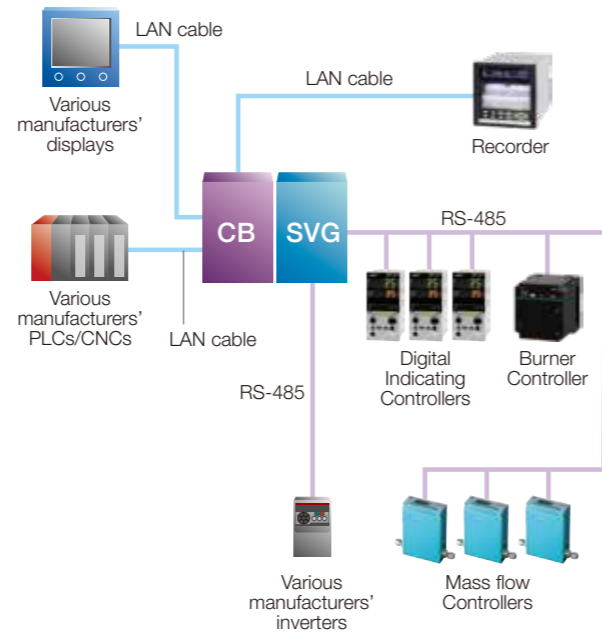 LAN cable
Various
manufacturers’
displays
LAN cable
Recorder
CB
SVG
RS-485
Various
manufacturers’
PLCs/CNCs
LAN cable
Digital
Indicating
Controllers
Burner
Controller
RS-485
Various
manufacturers’
inverters
Mass flow
Controllers